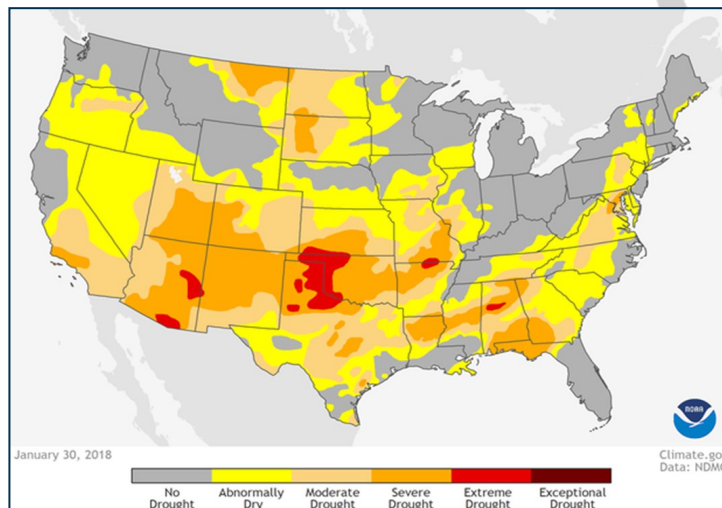 NOAA
January 30, 2018
Climate.go
Data: NDM
No
Drought
Abnormally
Dry
Moderate
Drought
Severe
Drought
Extreme
Drought
Exceptional
Drought